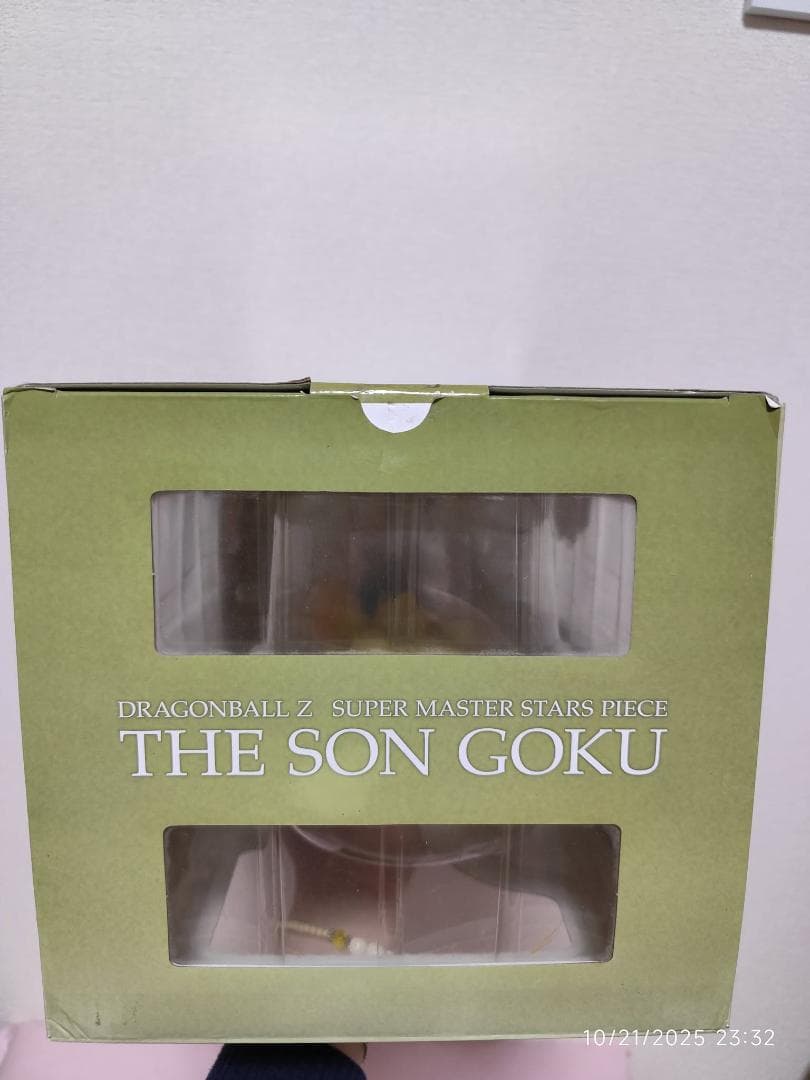 DRAGONBALL Z SUPER MASTER STARS PIECE
THE SON GOKU
10/21/2025 23:32